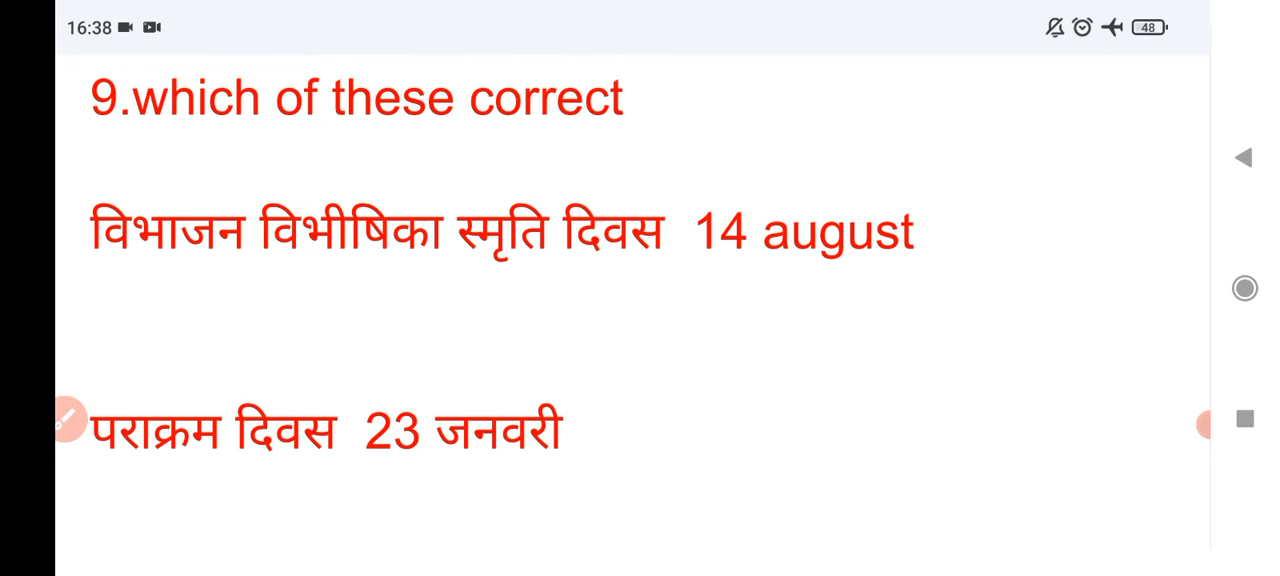 16:38
48
9.which of these correct
विभाजन विभीषिका स्मृति दिवस 14 august
पराक्रम दिवस 23 जनवरी